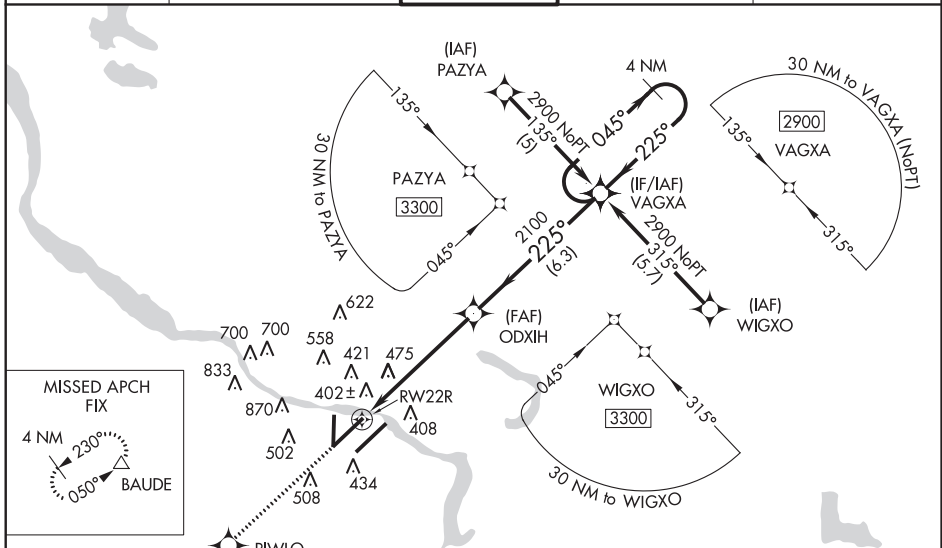 (IAF)
PAZYA
2900 NoPT
135°
(5)
4 NM
045°
225°
(IF/IAF)
VAGXA
30 NM to VAGXA (NoPT)
2900
VAGXA
135°
315°
30 NM to PAZYA
135°
PAZYA
3300
045°
2100
225°
(6.3)
2900 NoPT
315°
(5.7)
(IAF)
WIGXO
(FAF)
ODXIH
622
700
700
558
421
475
833
402±
RW22R
870
408
502
434
508
045°
WIGXO
3300
315°
30 NM to WIGXO
MISSED APCH
FIX
4 NM
230°
050°
BAUDE